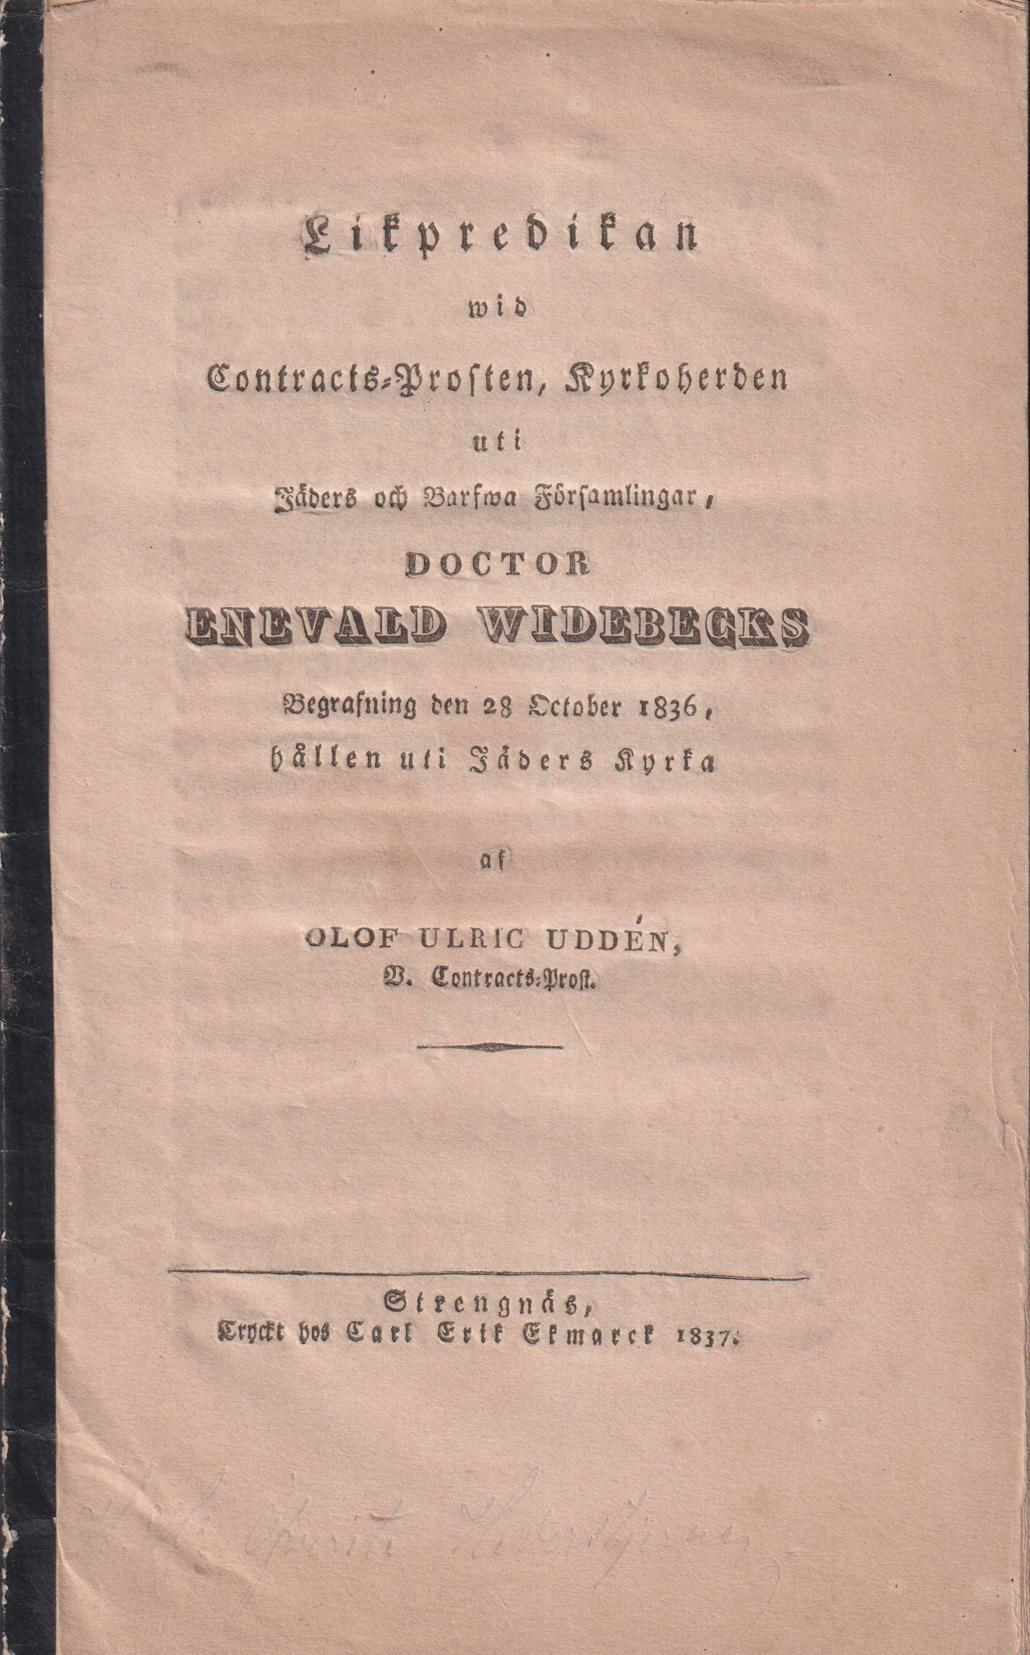 Likpredikan
wid
Contracts-Prosten, Kyrkoherden
uti
Jäders och Barfwa Församlingar,
DOCTOR
ENEVALD WIDEBECKS
Begrafning den 28 October 1836,
hållen uti Jäders Kyrka
af
OLOF ULRIC UDDÉN,
V. Contracts-Prost.
Strengnäs,
Tryckt hos Carl Erik Ekmarck 1837.